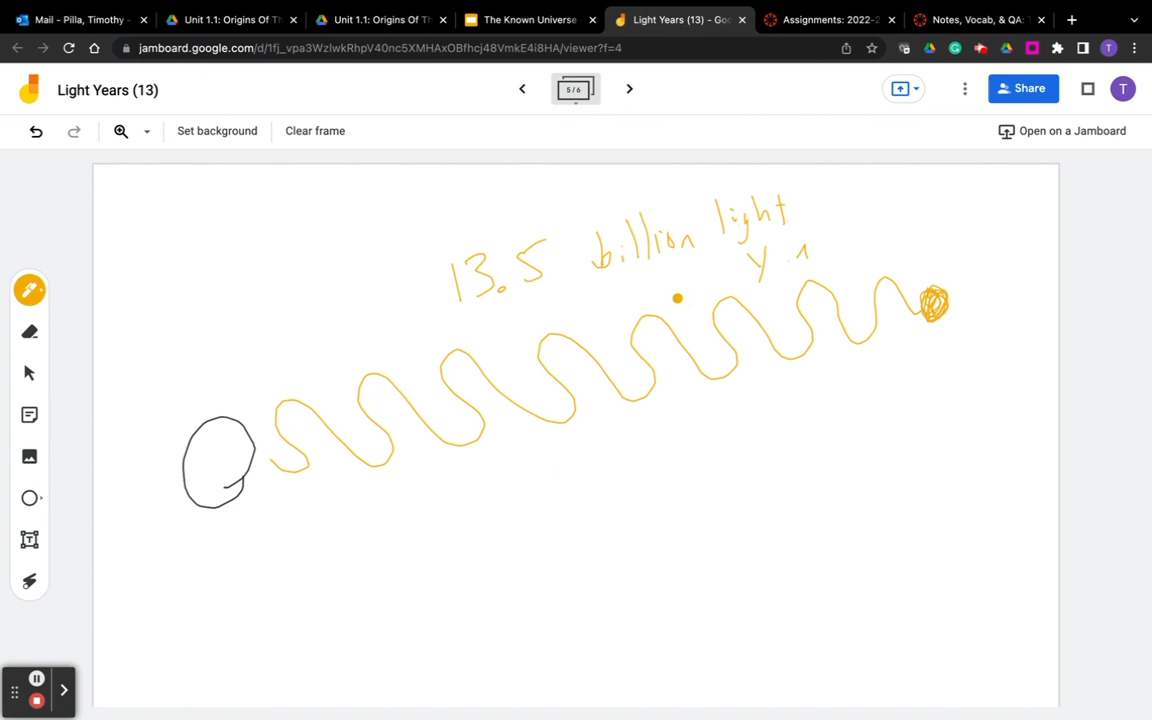 Mail - Pilla, Timothy -
Unit 1.1: Origins Of Th
Unit 1.1: Origins Of Th
The Known Universe
Light Years (13) - Goo
Assignments: 2022-2
Notes, Vocab, & QA: T
jamboard.google.com/d/1fj_vpa3WzlwkRhpV40nc5XMHAxOBfhcj48VmkE4i8HA/viewer?f=4
T
Light Years (13)
5/6
Share
T
Set background
Clear frame
Open on a Jamboard
13.5 billion light
y
T